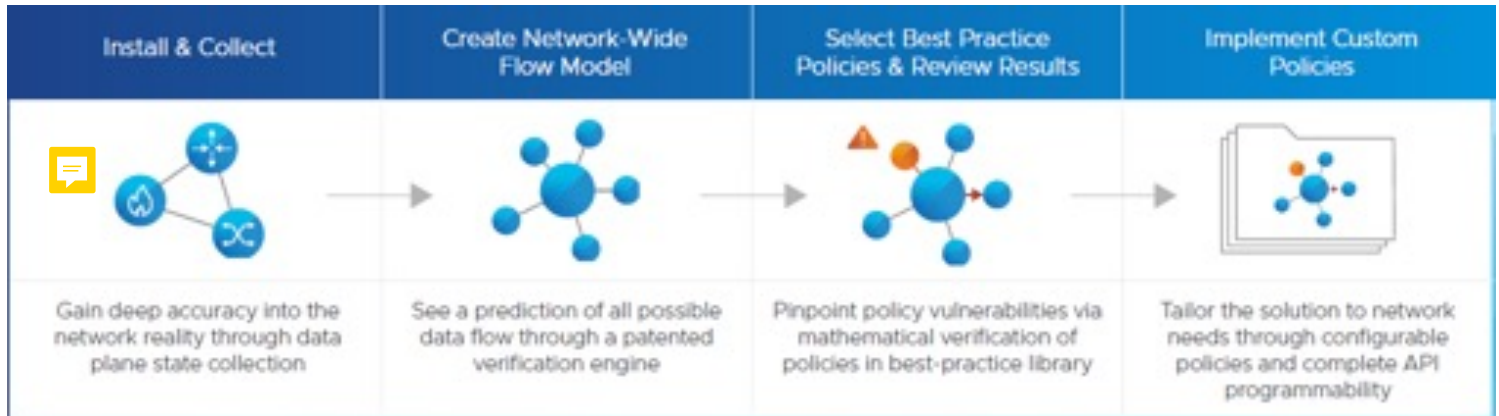 Install & Collect
Create Network-Wide
Flow Model
Select Best Practice
Policies & Review Results
Implement Custom
Policies
Gain deep accuracy into the
network reality through data
plane state collection
See a prediction of all possible
data flow through a patented
verification engine
Pinpoint policy vulnerabilities via
mathematical verification of
policies in best-practice library
Tailor the solution to network
needs through configurable
policies and complete API
programmability